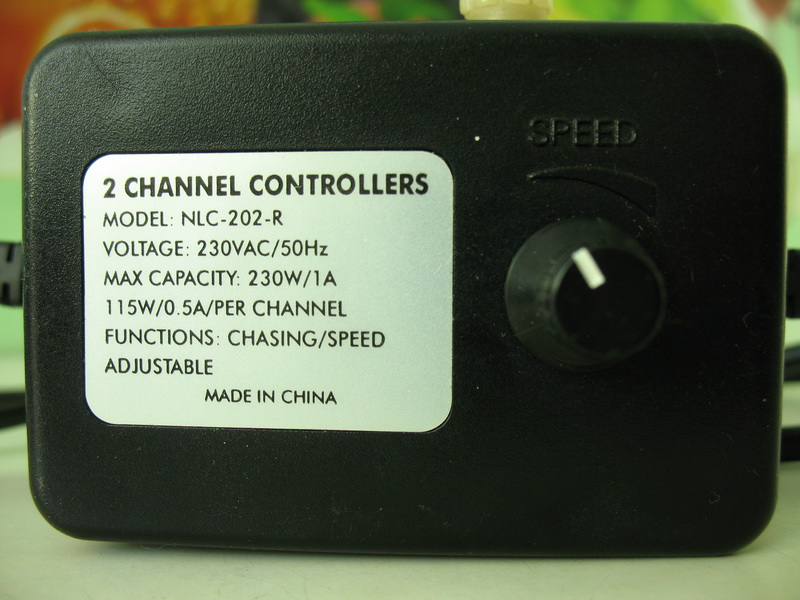 SPEED
2 CHANNEL CONTROLLERS
MODEL: NLC-202-R
VOLTAGE: 230VAC/50Hz
MAX CAPACITY: 230W/1A
115W/0.5A/PER CHANNEL
FUNCTIONS: CHASING/SPEED
ADJUSTABLE
MADE IN CHINA